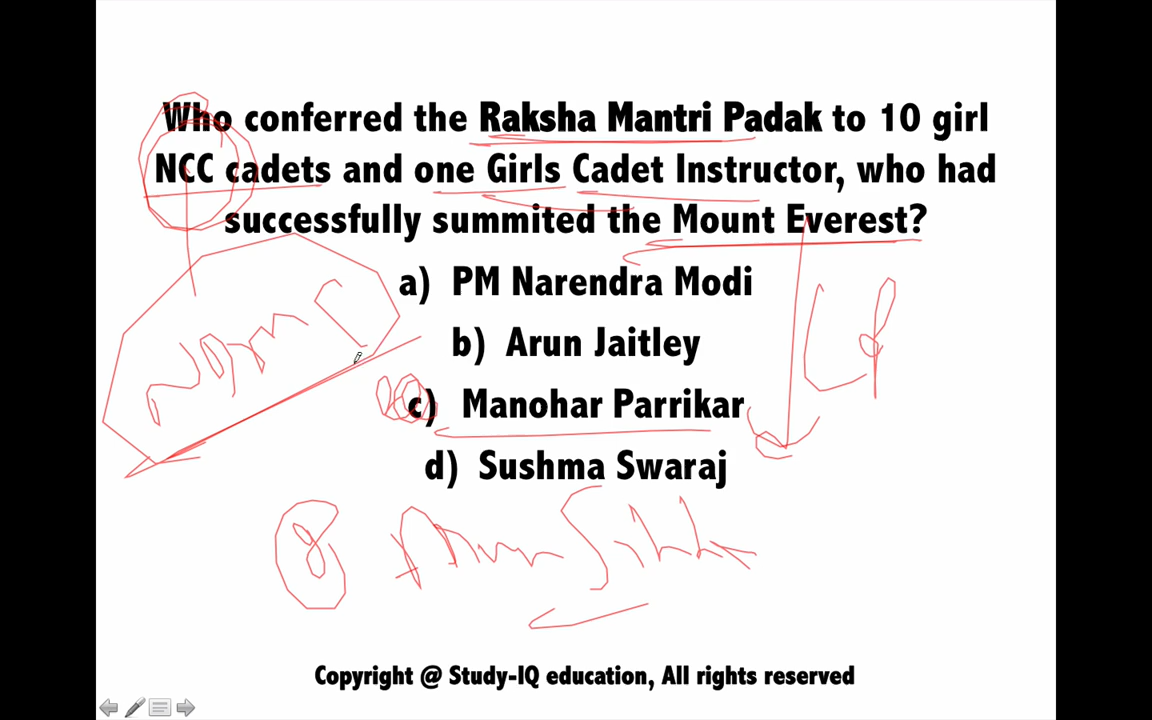 Who conferred the Raksha Mantri Padak to 10 girl
NCC cadets and one Girls Cadet Instructor, who had
successfully summited the Mount Everest?
a) PM Narendra Modi
b) Arun Jaitley
c) Manohar Parrikar
d) Sushma Swaraj
8
Copyright @ Study-IQ education, All rights reserved